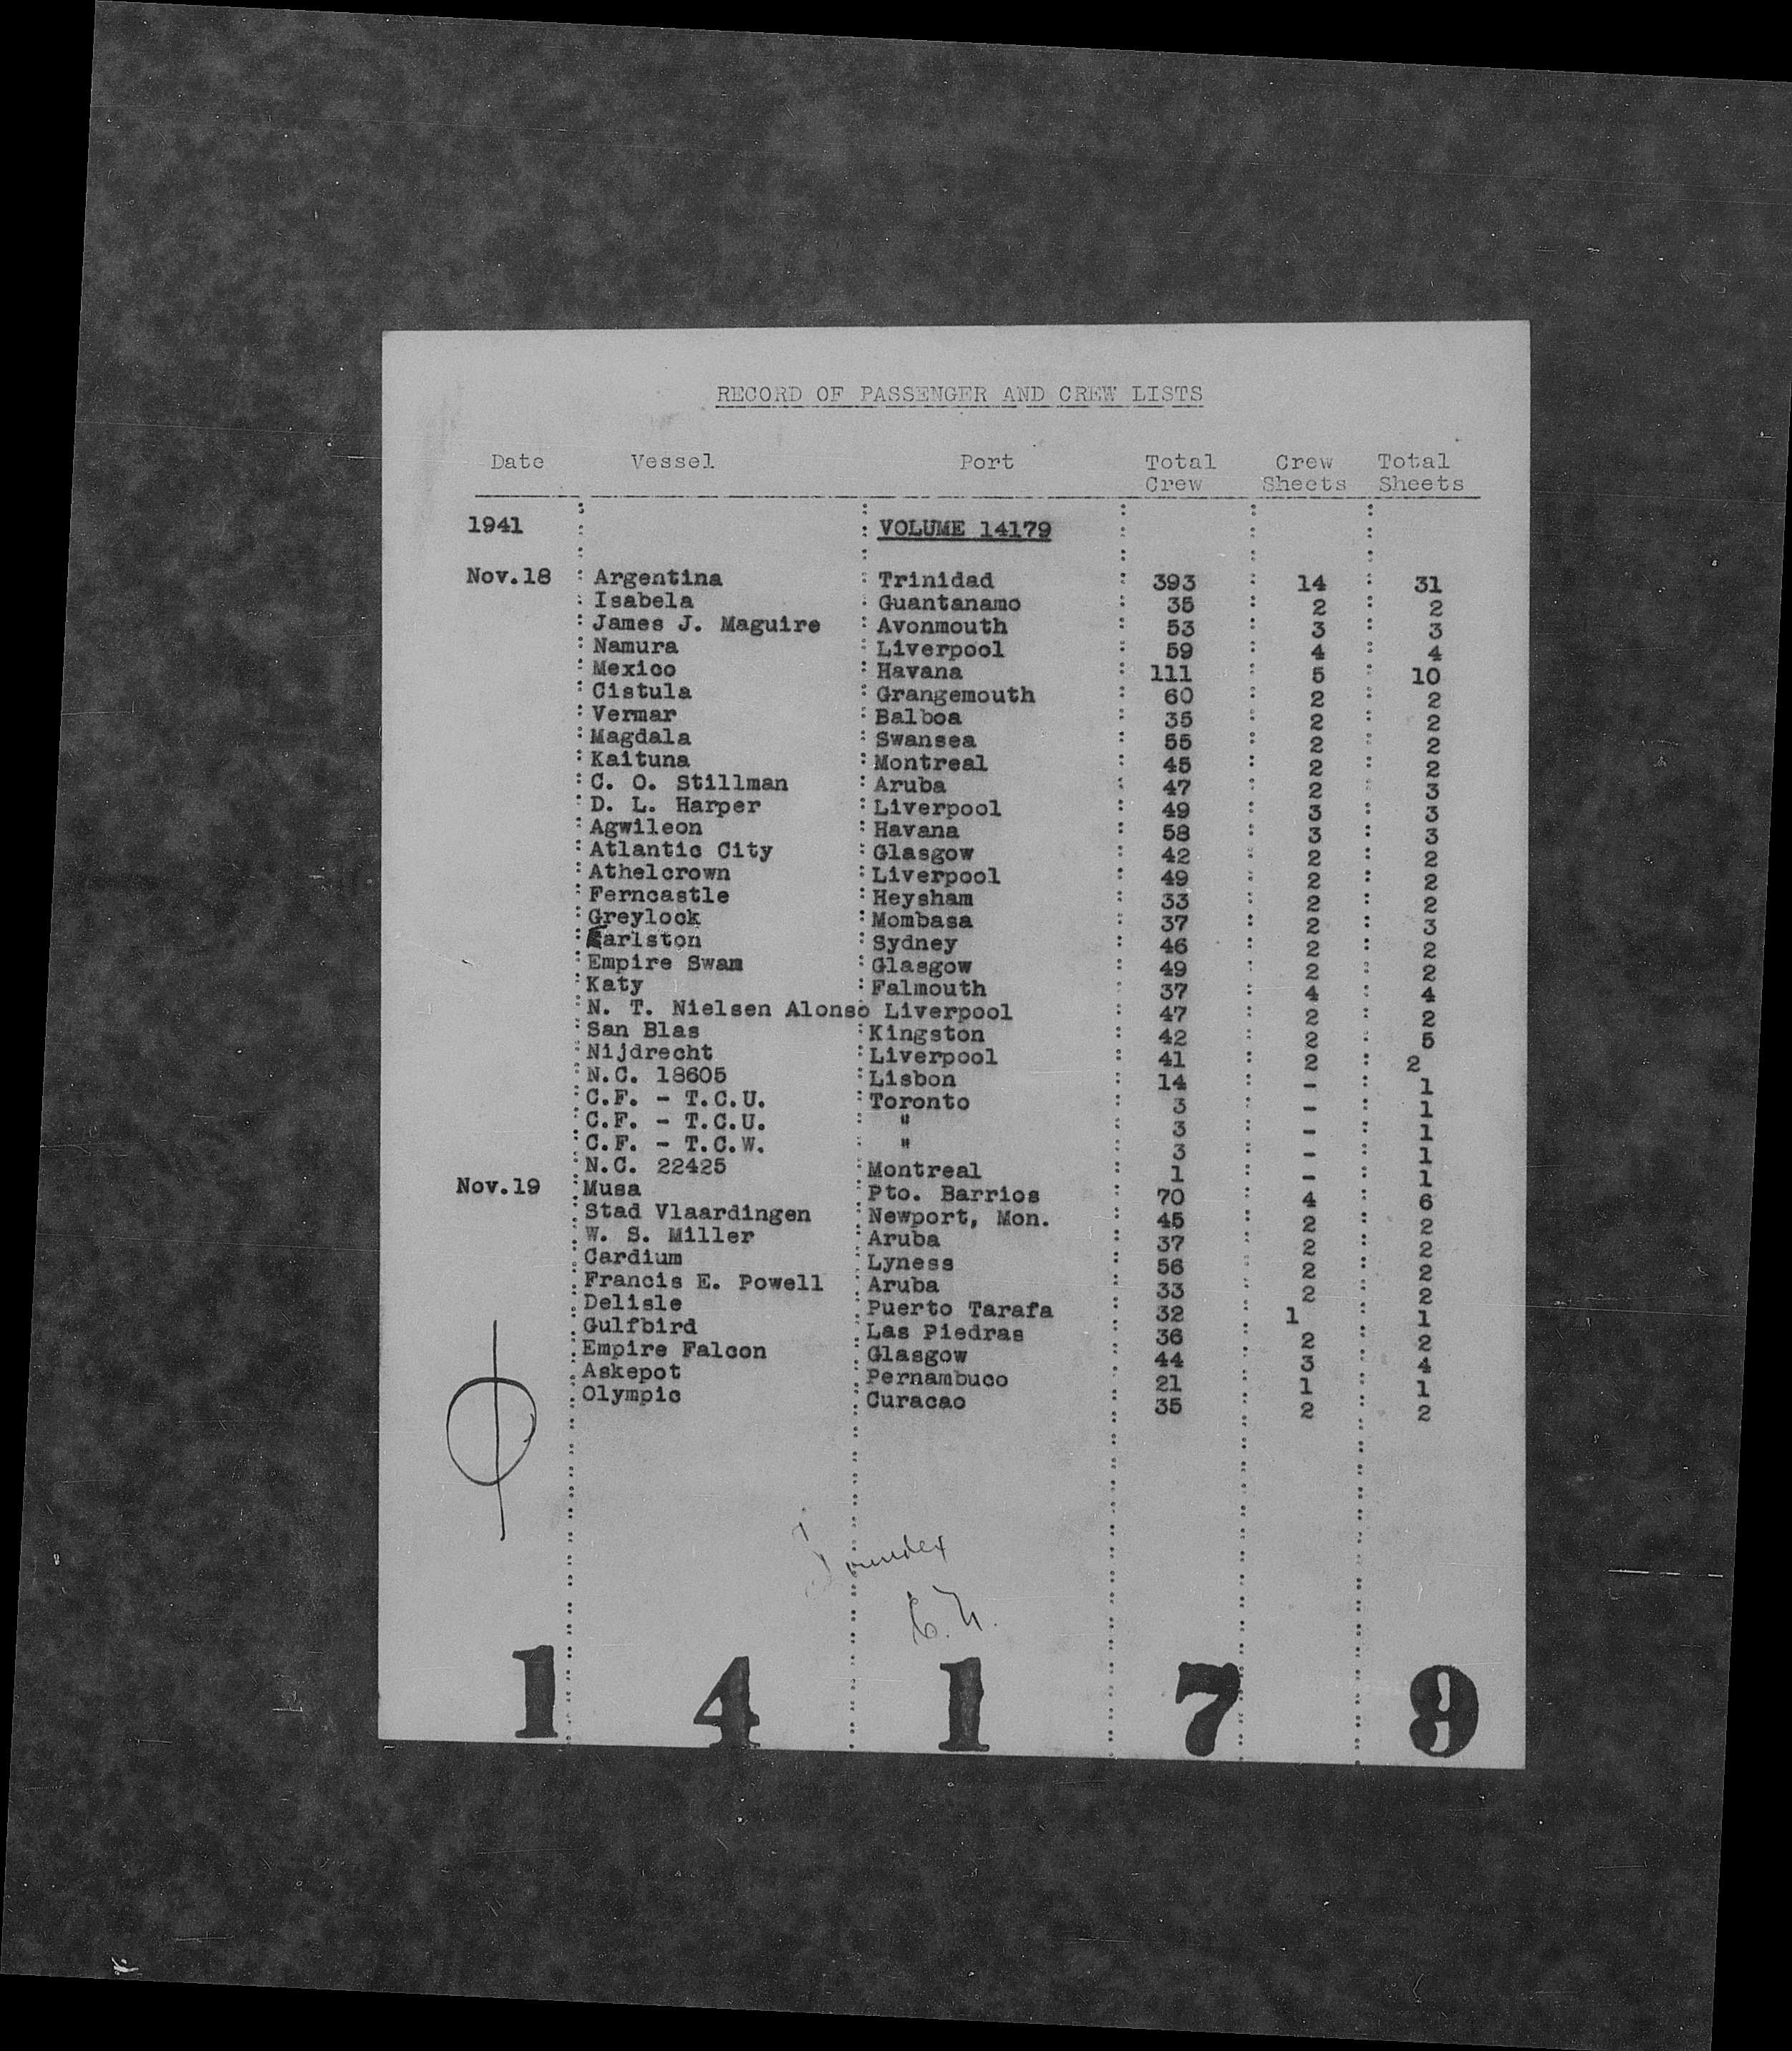 RECORD OF PASSENGER AND CREW LISTS
Date Vessel Port Total Crew Crew Sheets Total Sheets
1941 VOLUME 14179
Nov.18 : Argentina : Trinidad : 393 : 14 : 31
: Isabela : Guantanamo : 35 : 2 : 2
: James J. Maguire : Avonmouth : 53 : 3 : 3
: Namura : Liverpool : 59 : 4 : 4
: Mexico : Havana : 111 : 5 : 10
: Cistula : Grangemouth : 60 : 2 : 2
: Vermar : Balboa : 35 : 2 : 2
: Magdala : Swansea : 55 : 2 : 2
: Kaituna : Montreal : 45 : 2 : 2
: C. O. Stillman : Aruba : 47 : 2 : 3
: D. L. Harper : Liverpool : 49 : 3 : 3
: Agwileon : Havana : 58 : 3 : 3
: Atlantic City : Glasgow : 42 : 2 : 2
: Athelcrown : Liverpool : 49 : 2 : 2
: Ferncastle : Heysham : 33 : 2 : 2
: Greylock : Mombasa : 37 : 2 : 3
: Earlston : Sydney : 46 : 2 : 2
: Empire Swam : Glasgow : 49 : 2 : 2
: Katy : Falmouth : 37 : 4 : 4
: N. T. Nielsen Alonso Liverpool : 47 : 2 : 2
: San Blas : Kingston : 42 : 2 : 5
: Nijdrecht : Liverpool : 41 : 2 : 2
: N.C. 18605 : Lisbon : 14 : - : 1
: C.F. - T.C.U. : Toronto : 3 : - : 1
: C.F. - T.C.U. : " : 3 : - : 1
: C.F. - T.C.W. : " : 3 : - : 1
: N.C. 22425 : Montreal : 1 : - : 1
Nov.19 : Musa : Pto. Barrios : 70 : 4 : 6
: Stad Vlaardingen : Newport, Mon. : 45 : 2 : 2
: W. S. Miller : Aruba : 37 : 2 : 2
: Cardium : Lyness : 56 : 2 : 2
: Francis E. Powell : Aruba : 33 : 2 : 2
: Delisle : Puerto Tarafa : 32 : 1 : 1
: Gulfbird : Las Piedras : 36 : 2 : 2
: Empire Falcon : Glasgow : 44 : 3 : 4
: Askepot : Pernambuco : 21 : 1 : 1
: Olympic : Curacao : 35 : 2 : 2
1 4 1 7 9